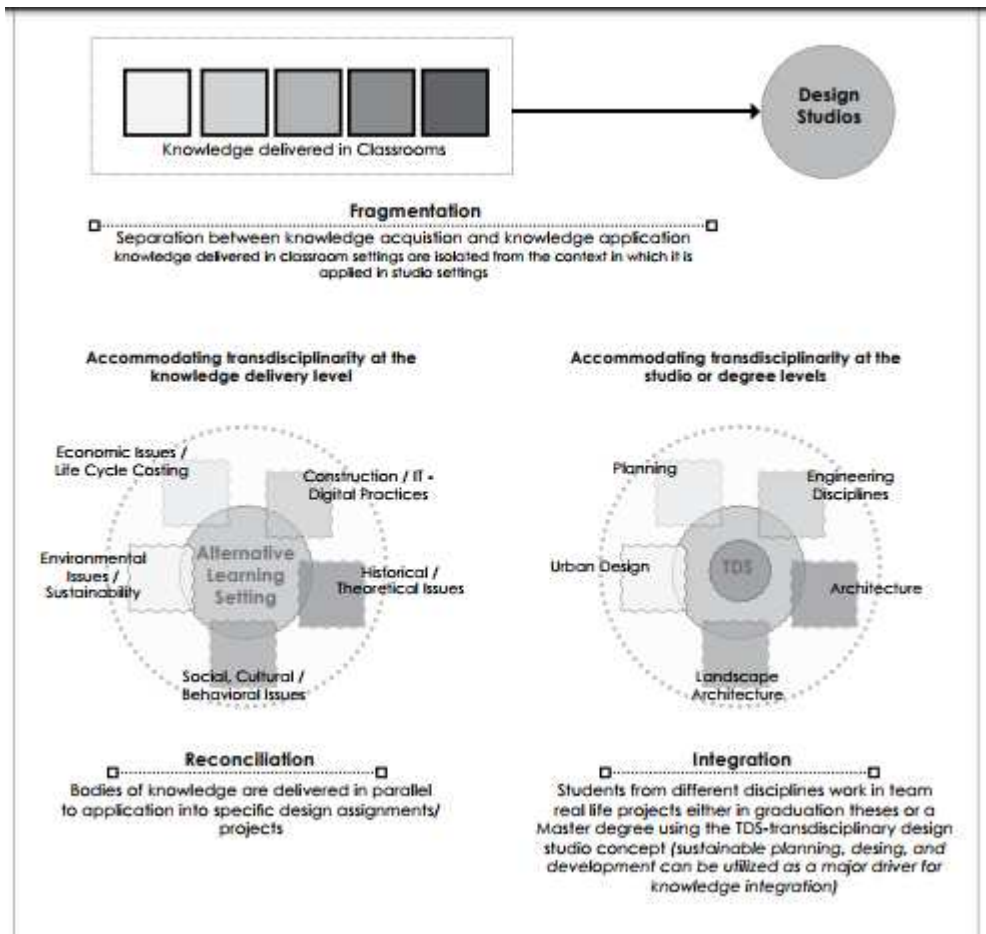 Design
Studios
Knowledge delivered in Classrooms
Fragmentation
Separation between knowledge acquistion and knowledge application
knowledge delivered in classroom settings are isolated from the context in which it is
applied in studio settings
Accommodating transdisciplinarity at the
knowledge delivery level
Economic Issues /
Life Cycle Costing
Construction / IT -
Digital Practices
Environmental
Issues /
Sustainability
Alternative
Learning
Setting
Historical /
Theoretical Issues
Social, Cultural /
Behavioral Issues
Reconciliation
Bodies of knowledge are delivered in parallel
to application into specific design assignments/
projects
Accommodating transdisciplinarity at the
studio or degree levels
Planning
Engineering
Disciplines
Urban Design
TDS
Architecture
Landscape
Architecture
Integration
Students from different disciplines work in team
real life projects either in graduation theses or a
Master degree using the TDS-transdisciplinary design
studio concept (sustainable planning, desing, and
development can be utilized as a major driver for
knowledge integration)